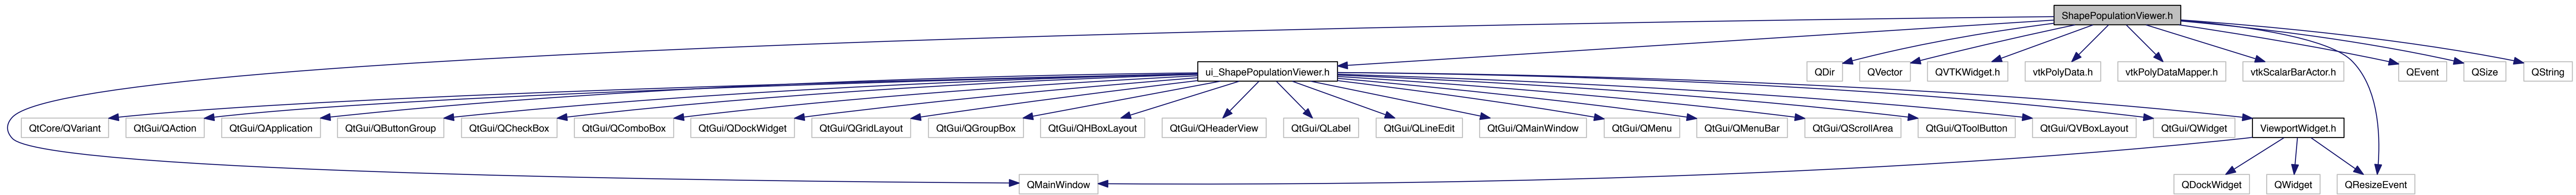 ShapePopulationViewer.h
ui_ShapePopulationViewer.h
QDir
QVector
QVTKWidget.h
vtkPolyData.h
vtkPolyDataMapper.h
vtkScalarBarActor.h
QEvent
QSize
QString
QtCore/QVariant
QtGui/QAction
QtGui/QApplication
QtGui/QButtonGroup
QtGui/QCheckBox
QtGui/QComboBox
QtGui/QDockWidget
QtGui/QGridLayout
QtGui/QGroupBox
QtGui/QHBoxLayout
QtGui/QHeaderView
QtGui/QLabel
QtGui/QLineEdit
QtGui/QMainWindow
QtGui/QMenu
QtGui/QMenuBar
QtGui/QScrollArea
QtGui/QToolButton
QtGui/QVBoxLayout
QtGui/QWidget
ViewportWidget.h
QMainWindow
QDockWidget
QWidget
QResizeEvent